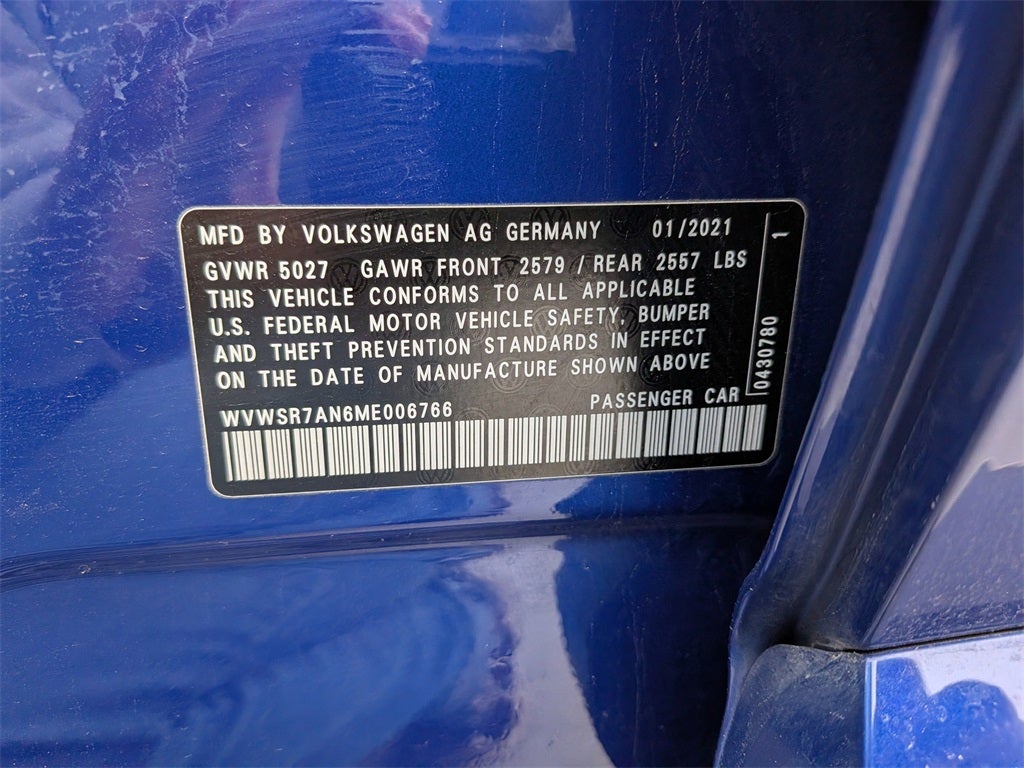 MFD BY VOLKSWAGEN AG GERMANY 01/2021
GVWR 5027 GAWR FRONT 2579 / REAR 2557 LBS
THIS VEHICLE CONFORMS TO ALL APPLICABLE
U.S. FEDERAL MOTOR VEHICLE SAFETY, BUMPER
AND THEFT PREVENTION STANDARDS IN EFFECT
ON THE DATE OF MANUFACTURE SHOWN ABOVE
WVWSR7AN6ME006766 PASSENGER CAR
0430780 1